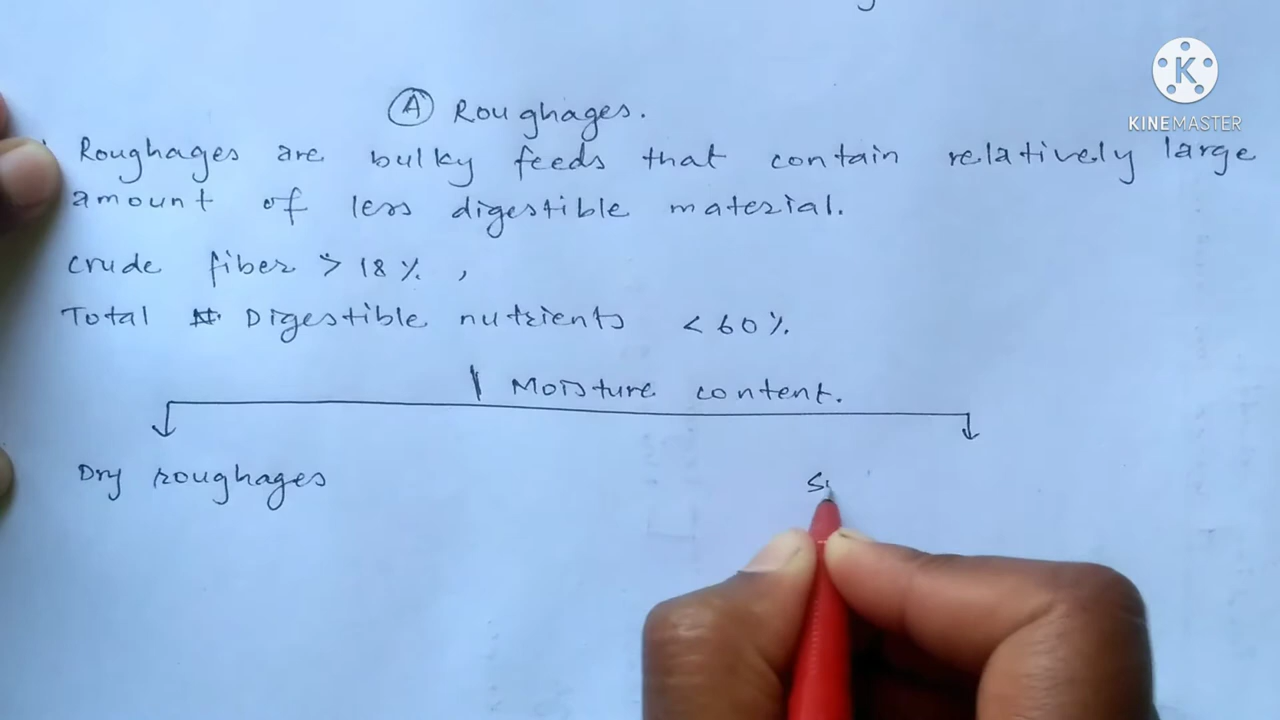 K
KINEMASTER
A Roughages.
Roughages are bulky feeds that contain relatively large
amount of less digestible material.
Crude fiber > 18%,
Total Digestible nutrients < 60%
Moisture content.
Dry roughages